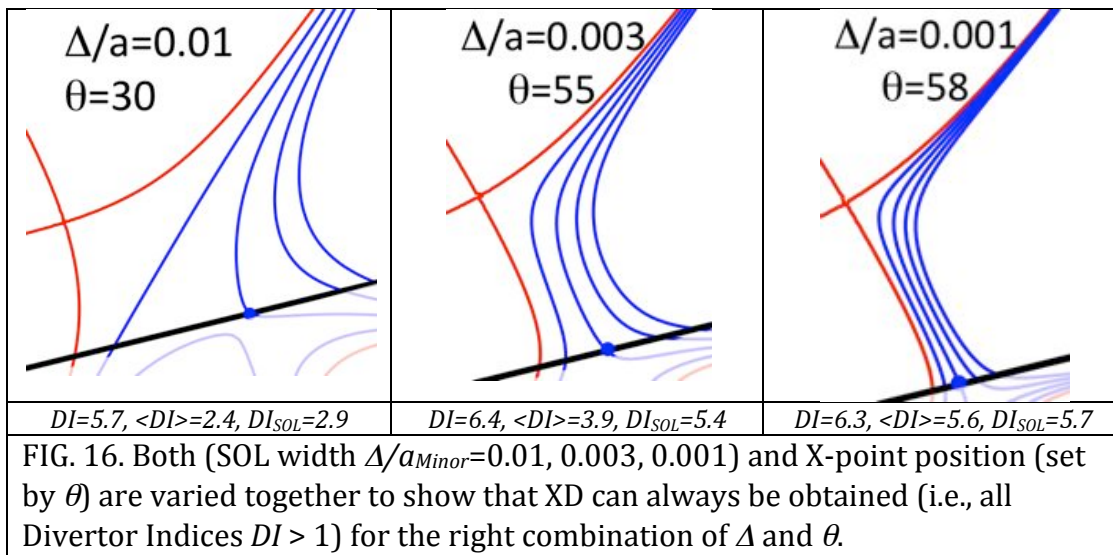 Δ/a=0.01
θ=30
Δ/a=0.003
θ=55
Δ/a=0.001
θ=58
DI=5.7, <DI>=2.4, DI_SOL=2.9
DI=6.4, <DI>=3.9, DI_SOL=5.4
DI=6.3, <DI>=5.6, DI_SOL=5.7
FIG. 16. Both (SOL width Δ/a_Minor=0.01, 0.003, 0.001) and X-point position (set
by θ) are varied together to show that XD can always be obtained (i.e., all
Divertor Indices DI > 1) for the right combination of Δ and θ.